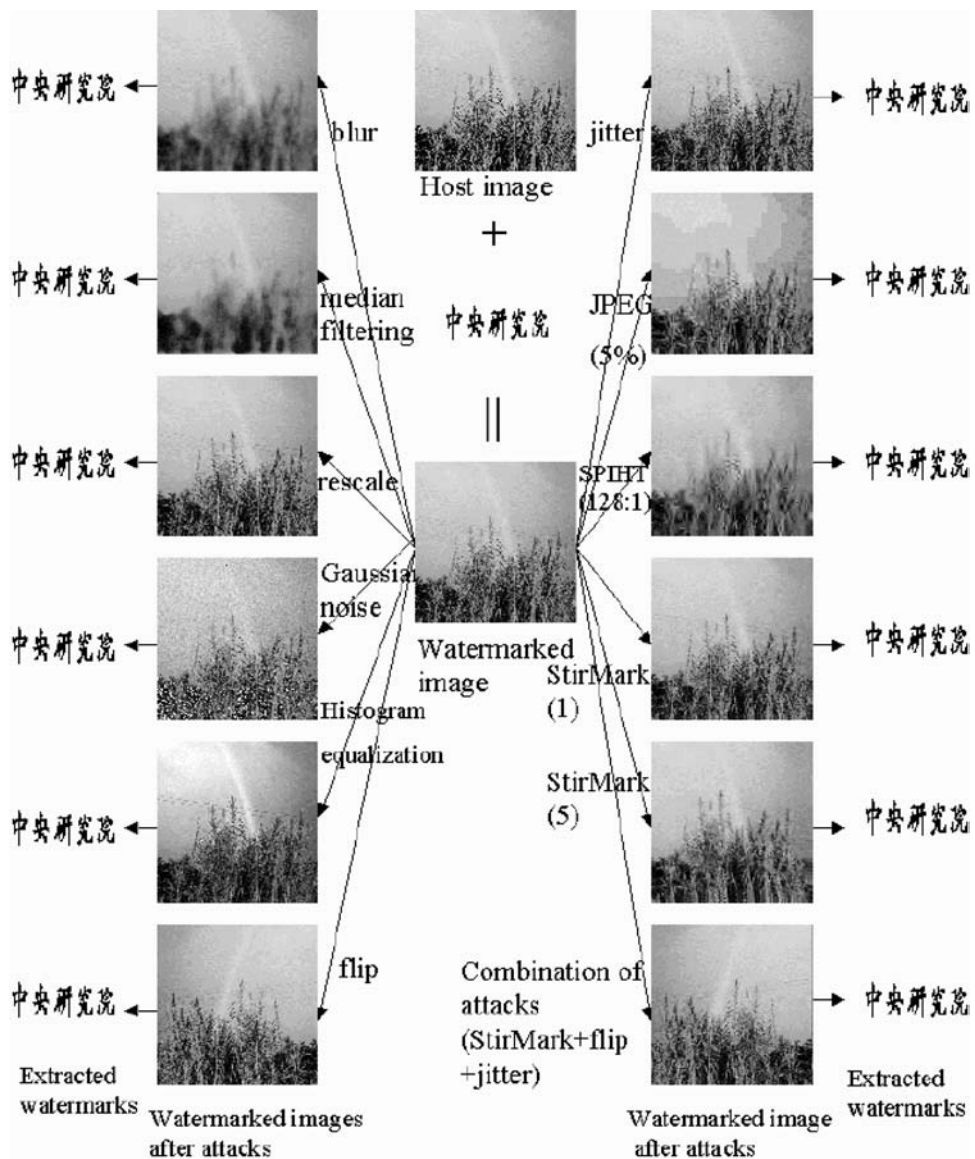 中央研究院
blur
Host image
jitter
中央研究院
+
中央研究院
median
filtering
中央研究院
JPEG
(5%)
中央研究院
||
中央研究院
rescale
SPIHT
(128:1)
中央研究院
中央研究院
Gaussian
noise
Watermarked
image
StirMark
(1)
中央研究院
中央研究院
Histogram
equalization
StirMark
(5)
中央研究院
中央研究院
flip
Combination of
attacks
(StirMark+flip
+jitter)
中央研究院
Extracted
watermarks
Watermarked images
after attacks
Watermarked image
after attacks
Extracted
watermarks